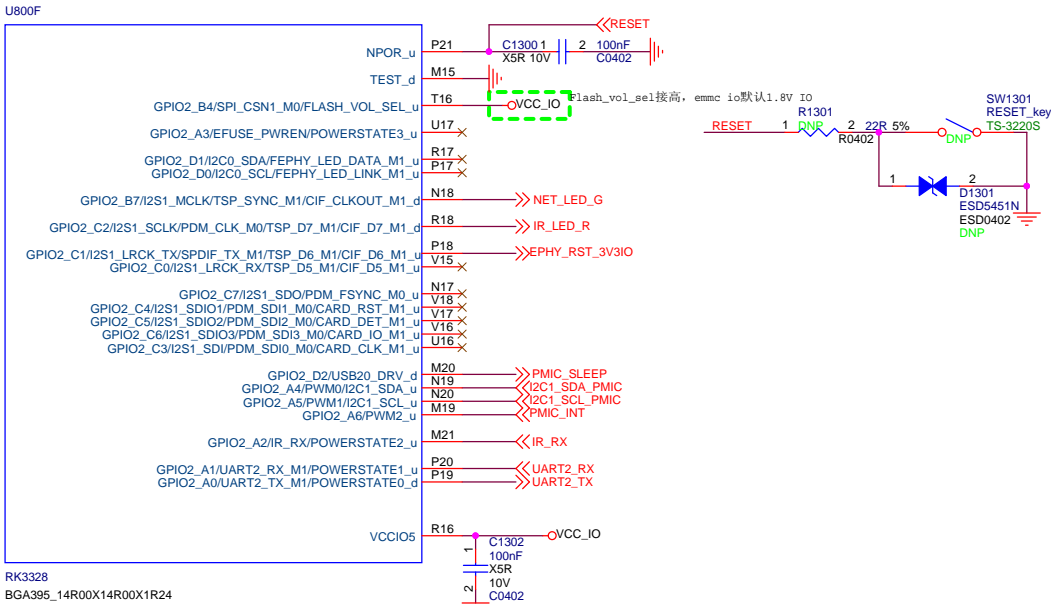 U800F
RESET
NPOR_u P21 C1300 1 2 100nF
X5R 10V C0402
TEST_d M15
GPIO2_B4/SPI_CSN1_M0/FLASH_VOL_SEL_u T16 VCC_IO Flash_vol_sel接高，emmc io默认1.8V IO
GPIO2_A3/EFUSE_PWREN/POWERSTATE3_u U17
GPIO2_D1/I2C0_SDA/FEPHY_LED_DATA_M1_u R17
GPIO2_D0/I2C0_SCL/FEPHY_LED_LINK_M1_u P17
GPIO2_B7/I2S1_MCLK/TSP_SYNC_M1/CIF_CLKOUT_M1_d N18 NET_LED_G
GPIO2_C2/I2S1_SCLK/PDM_CLK_M0/TSP_D7_M1/CIF_D7_M1_d R18 IR_LED_R
GPIO2_C1/I2S1_LRCK_TX/SPDIF_TX_M1/TSP_D6_M1/CIF_D6_M1_u P18 EPHY_RST_3V3IO
GPIO2_C0/I2S1_LRCK_RX/TSP_D5_M1/CIF_D5_M1_u V15
GPIO2_C7/I2S1_SDO/PDM_FSYNC_M0_u N17
GPIO2_C4/I2S1_SDIO1/PDM_SDI1_M0/CARD_RST_M1_u V18
GPIO2_C5/I2S1_SDIO2/PDM_SDI2_M0/CARD_DET_M1_u V17
GPIO2_C6/I2S1_SDIO3/PDM_SDI3_M0/CARD_IO_M1_u V16
GPIO2_C3/I2S1_SDI/PDM_SDI0_M0/CARD_CLK_M1_u U16
GPIO2_D2/USB20_DRV_d M20 PMIC_SLEEP
GPIO2_A4/PWM0/I2C1_SDA_u N19 I2C1_SDA_PMIC
GPIO2_A5/PWM1/I2C1_SCL_u N20 I2C1_SCL_PMIC
GPIO2_A6/PWM2_u M19 PMIC_INT
GPIO2_A2/IR_RX/POWERSTATE2_u M21 IR_RX
GPIO2_A1/UART2_RX_M1/POWERSTATE1_u P20 UART2_RX
GPIO2_A0/UART2_TX_M1/POWERSTATE0_d P19 UART2_TX
VCCIO5 R16 VCC_IO
1 C1302
100nF
X5R
10V
2 C0402
RK3328
BGA395_14R00X14R00X1R24
SW1301
R1301 RESET_key
RESET 1 DNP 2 22R 5% TS-3220S
R0402 DNP
1 2
D1301
ESD5451N
ESD0402
DNP